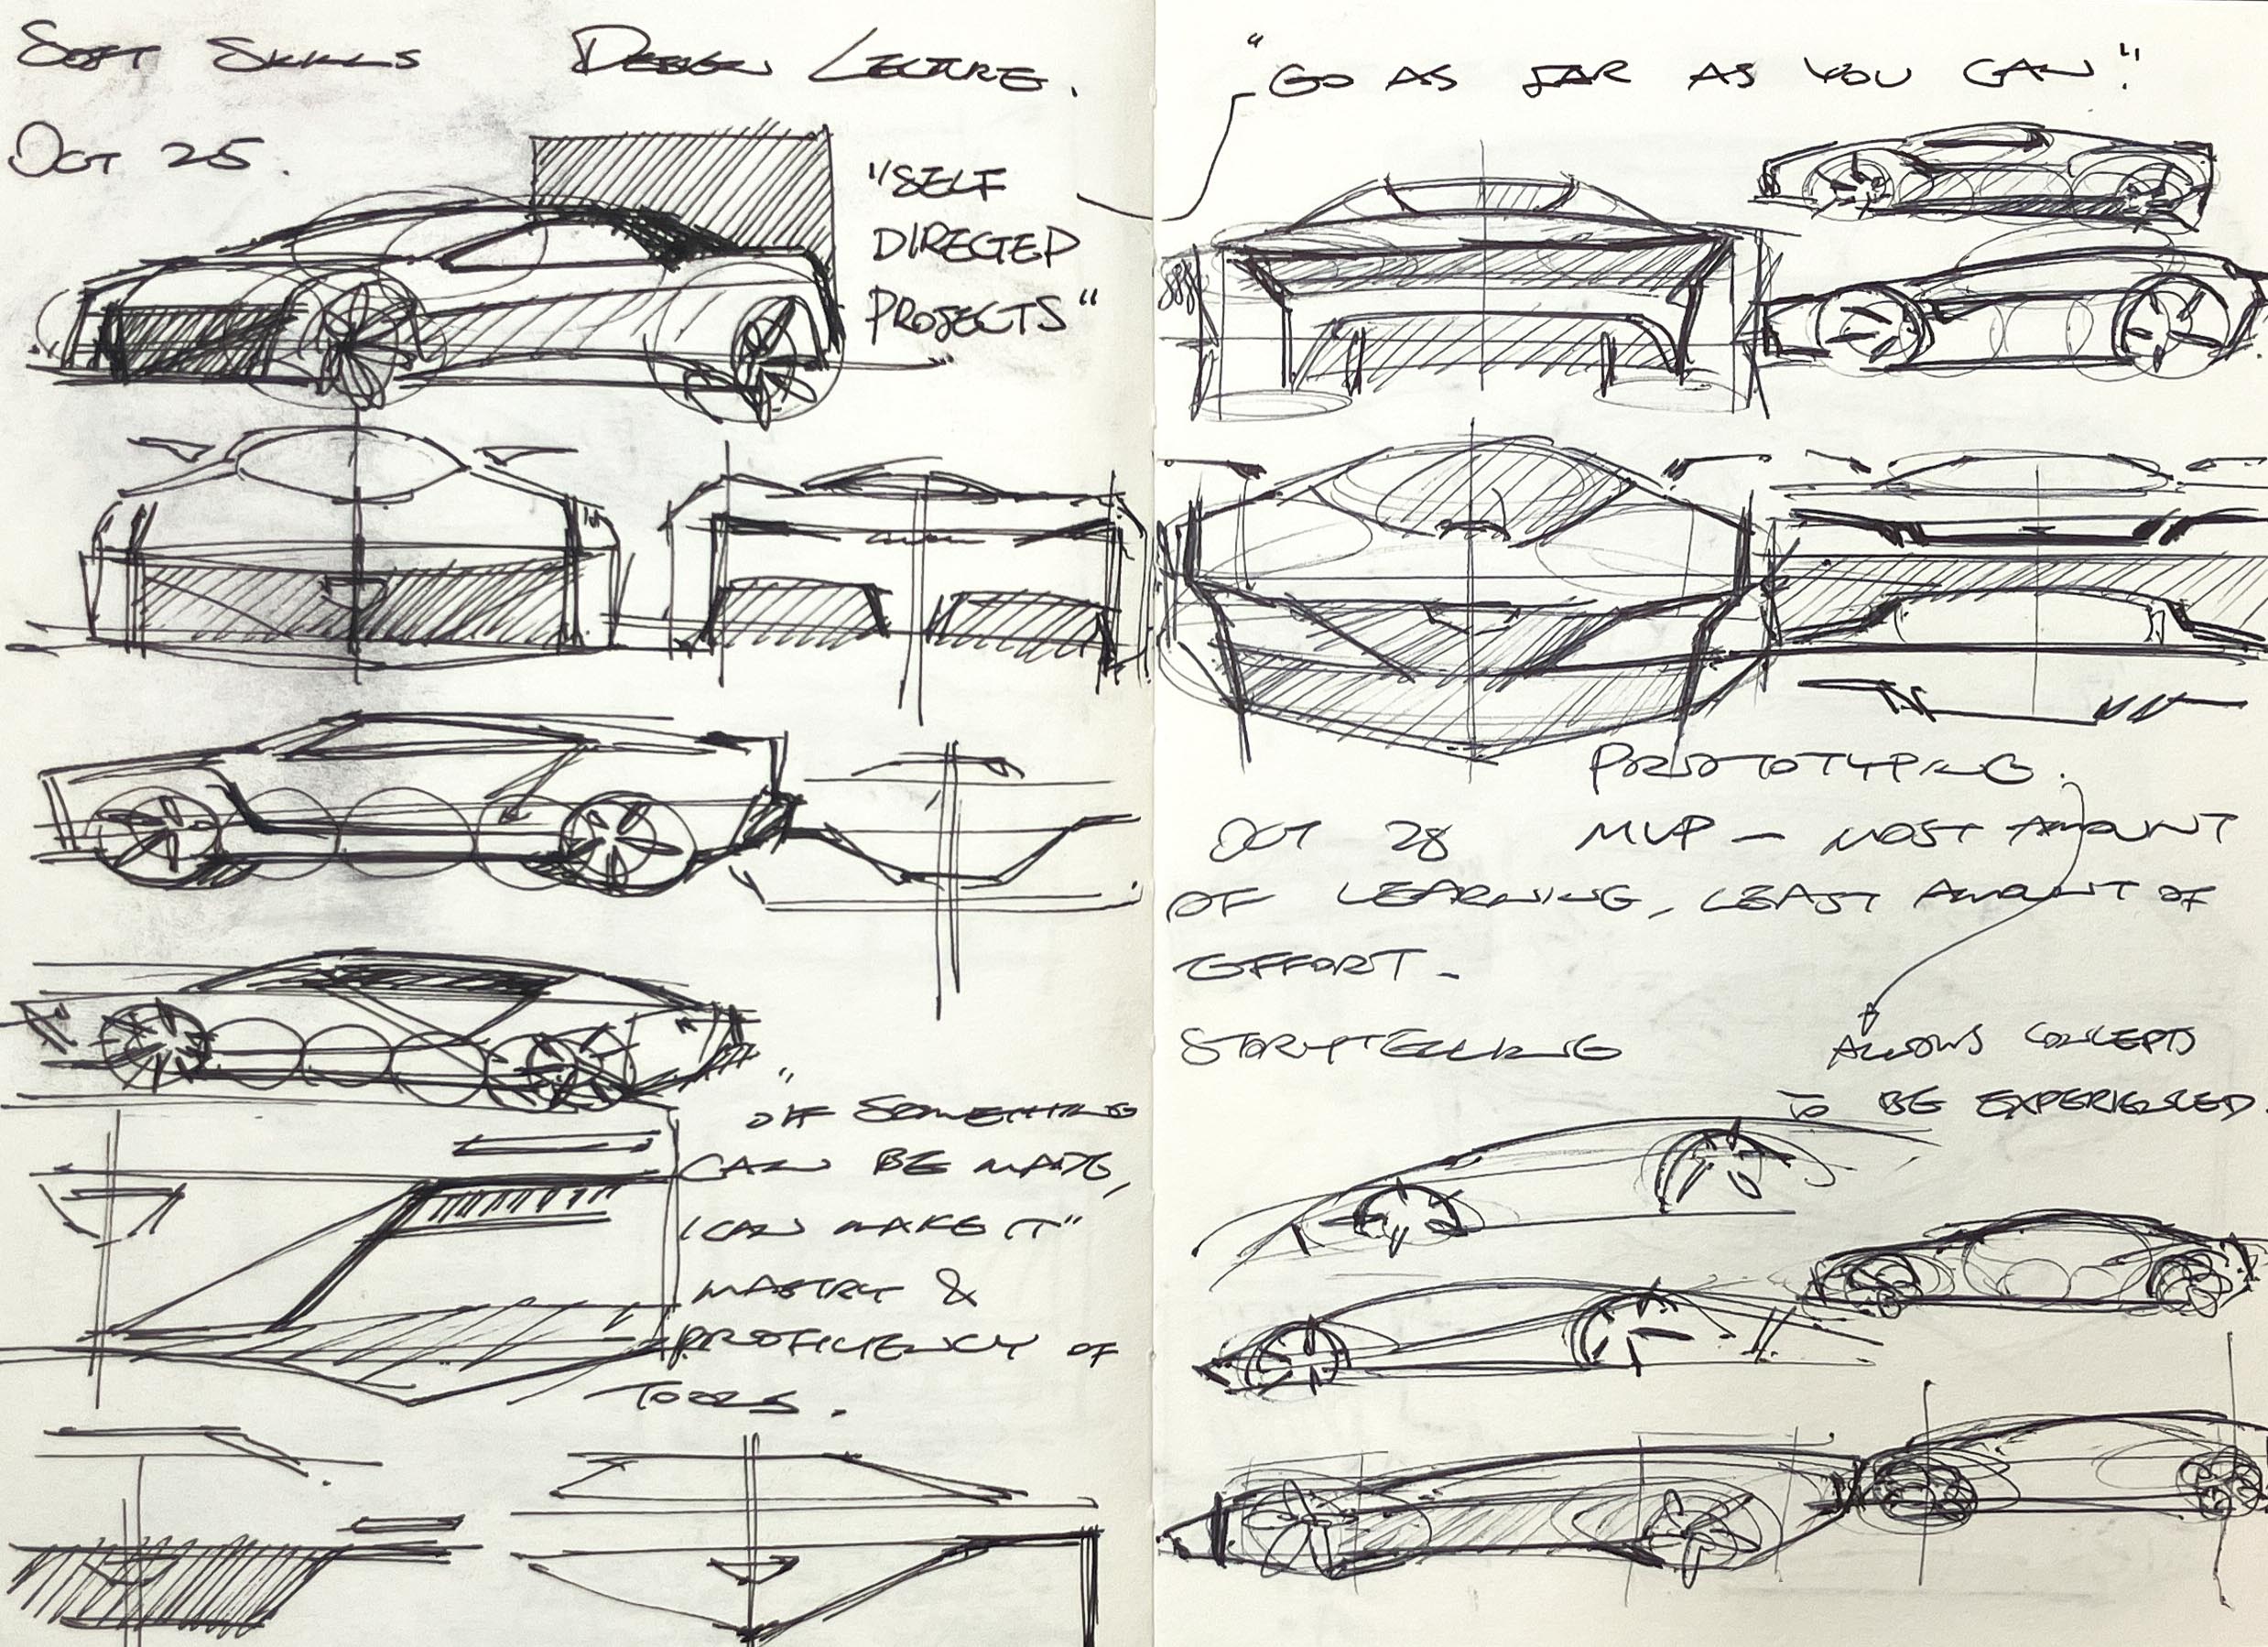 SOFT SKILLS DESIGN LECTURE.
OCT 25.
"SELF
DIRECTED
PROJECTS"
"IF SOMETHING
CAN BE MADE,
I CAN MAKE IT"
MASTRY &
PROFICIENCY OF
TOOLS.
"GO AS FAR AS YOU CAN."
PROTOTYPING.
OCT 28 MVP - MOST AMOUNT
OF LEARNING, LEAST AMOUNT OF
EFFORT -
STORYTELLING
ALLOWS CONCEPTS
TO BE EXPERIENCED.